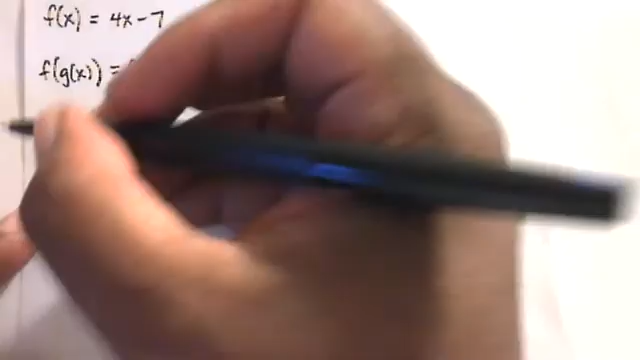 f(x) = 4x - 7
f(g(x)) =